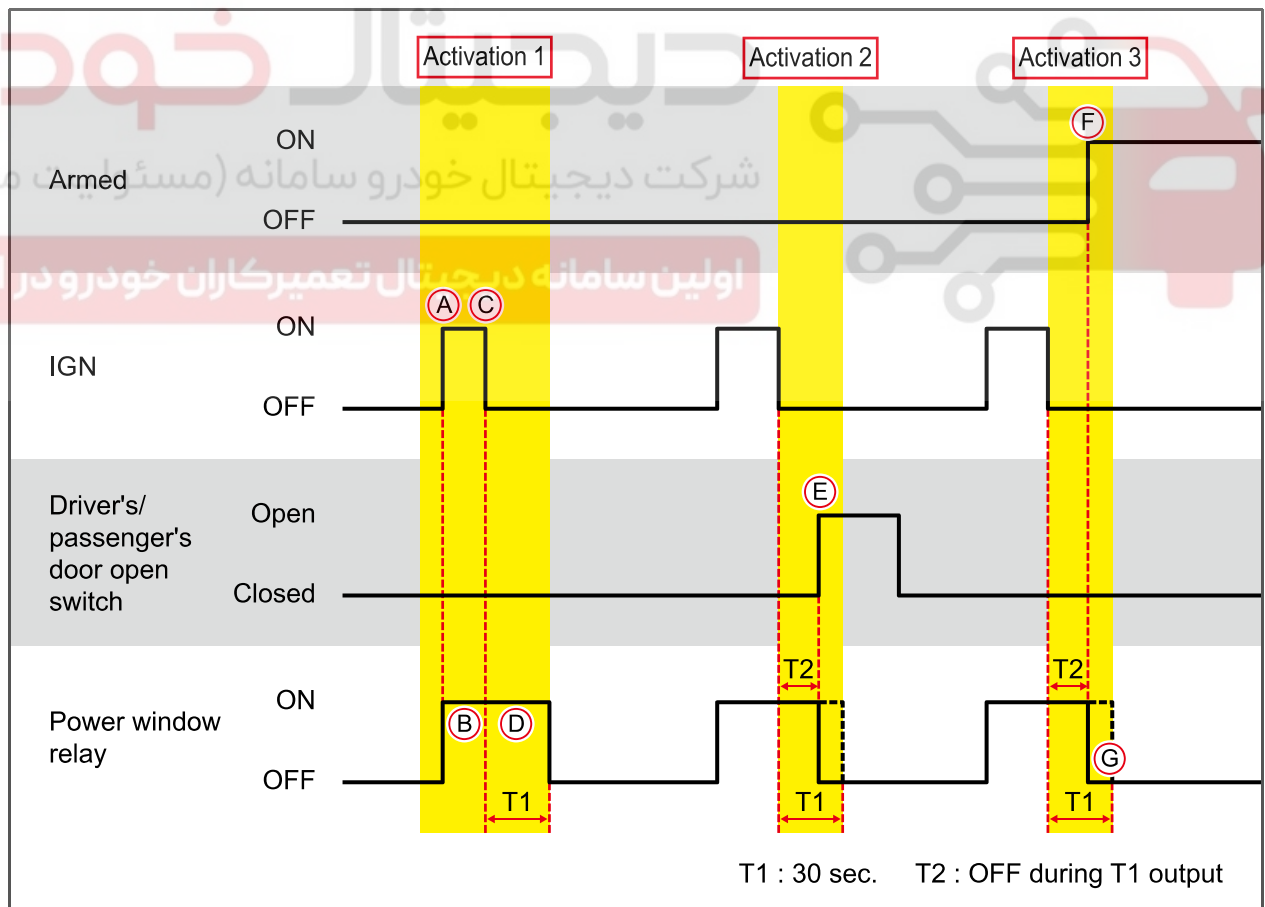 Activation 1
Activation 2
Activation 3
دیجیتال خودرو
شرکت دیجیتال خودرو سامانه (مسئولیت
اولین سامانه دیجیتال تعمیرکاران خودرو در
Armed
ON
OFF
F
IGN
ON
OFF
A
C
Driver's/
passenger's
door open
switch
Open
Closed
E
Power window
relay
ON
OFF
B
D
T1
T2
T1
T2
G
T1
T1 : 30 sec. T2 : OFF during T1 output